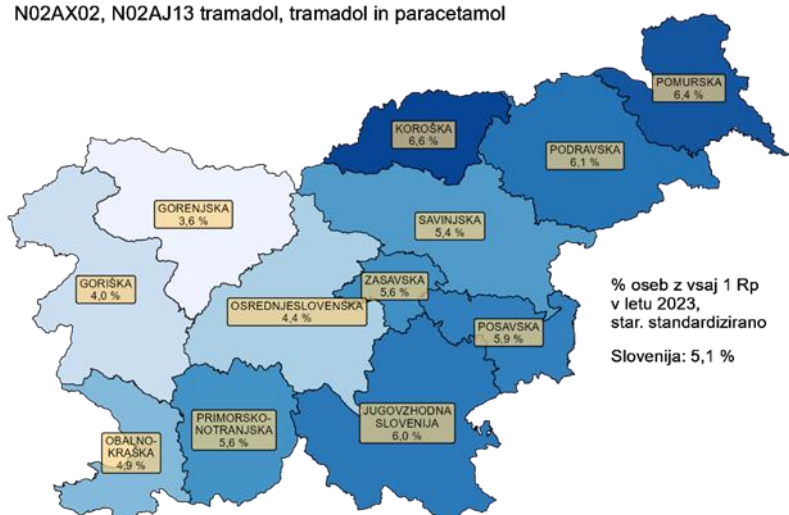 N02AX02, N02AJ13 tramadol, tramadol in paracetamol
POMURSKA
6,4 %
KOROŠKA
6,6 %
PODRAVSKA
6,1 %
GORENJSKA
3,6 %
SAVINJSKA
5,4 %
GORIŠKA
4,0 %
ZASAVSKA
5,6 %
OSREDNJESLOVENSKA
4,4 %
POSAVSKA
5,9 %
% oseb z vsaj 1 Rp
v letu 2023,
star. standardizirano
Slovenija: 5,1 %
PRIMORSKO-
NOTRANJSKA
5,6 %
JUGOVZHODNA
SLOVENIJA
6,0 %
OBALNO-
KRAŠKA
4,9 %